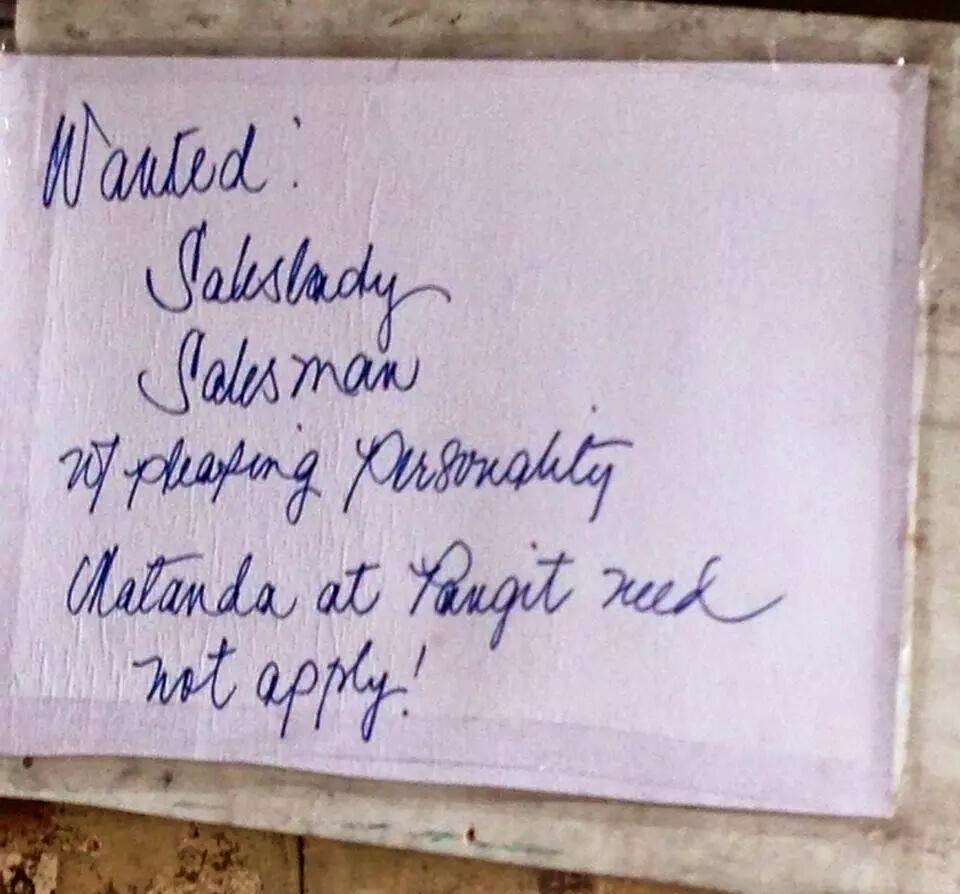 Wanted:
Saleslady
Salesman
w/ pleasing Personality
Matanda at Pangit need
not apply!